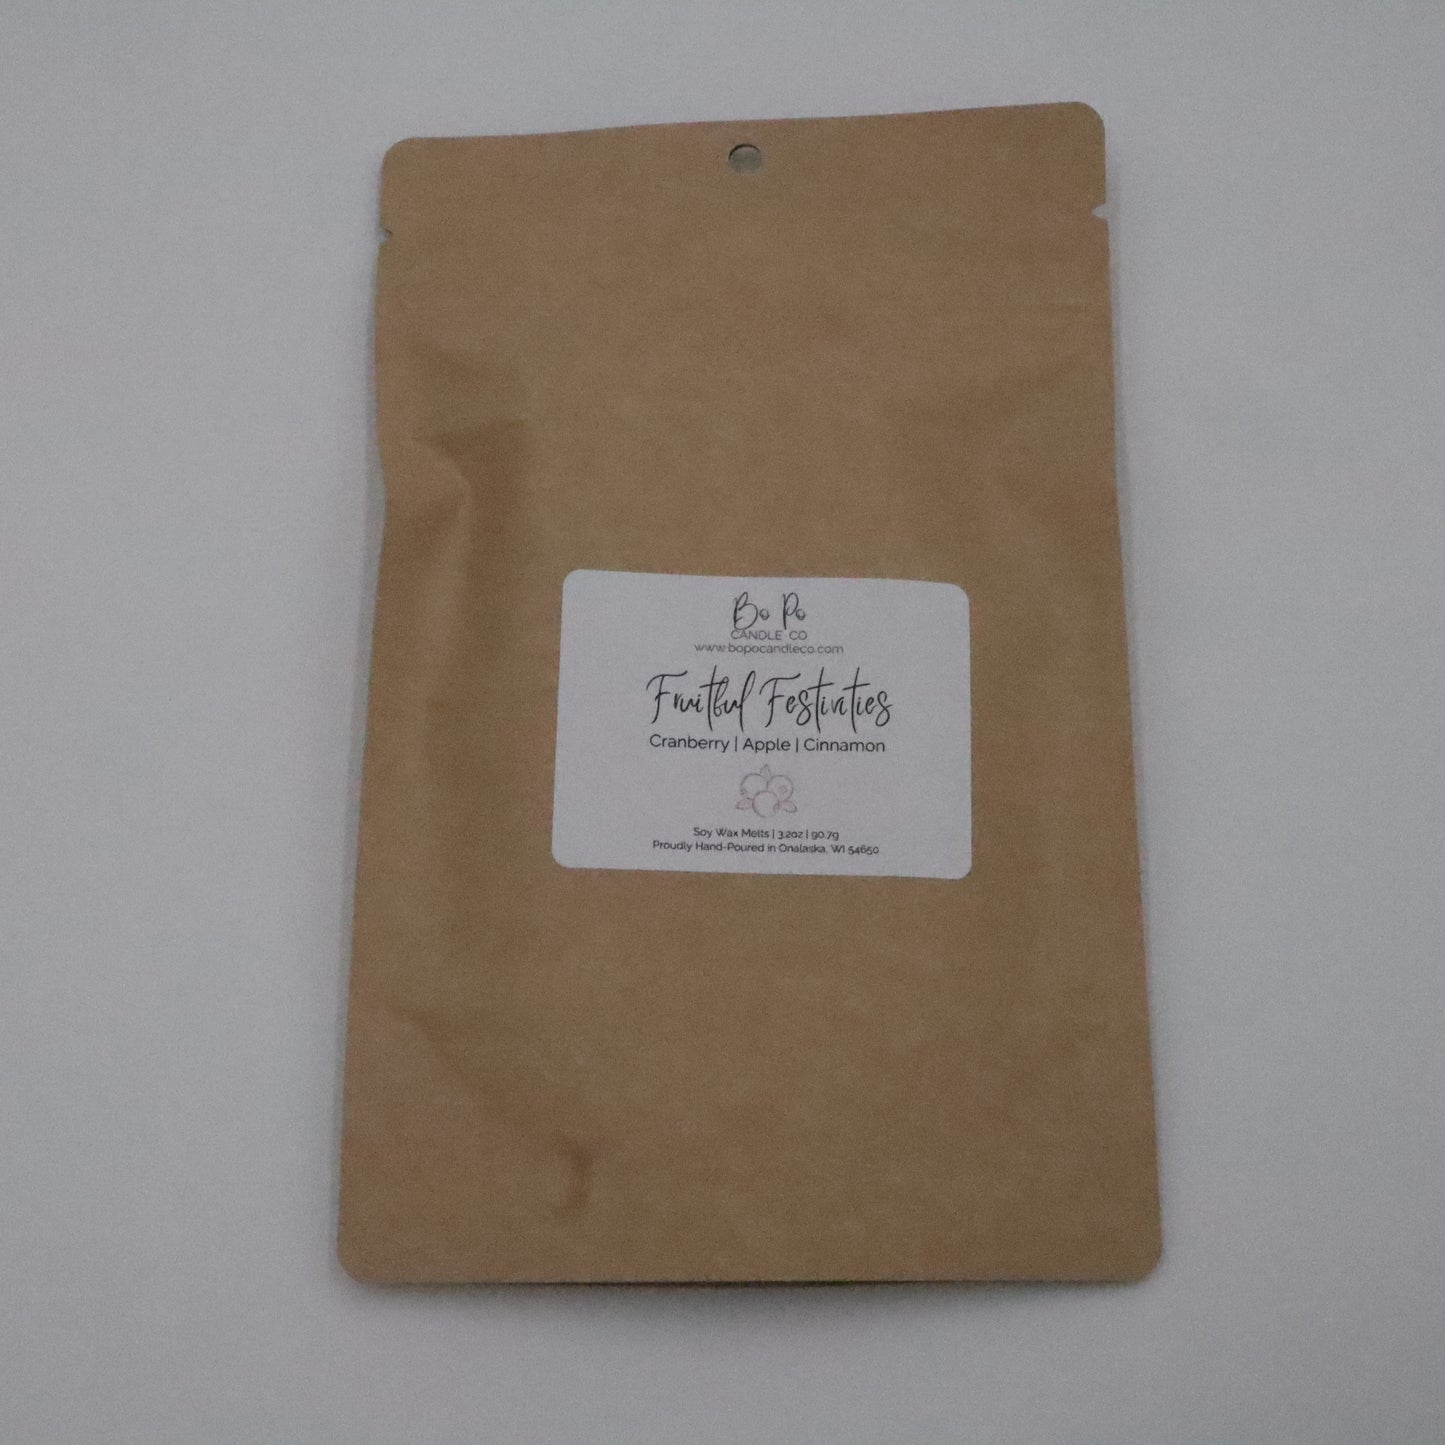 Bo Po
CANDLE CO
www.bopocandleco.com
Fruitful Festivities
Cranberry | Apple | Cinnamon
Soy Wax Melts | 3.2oz | 90.7g
Proudly Hand-Poured in Onalaska, WI 54650